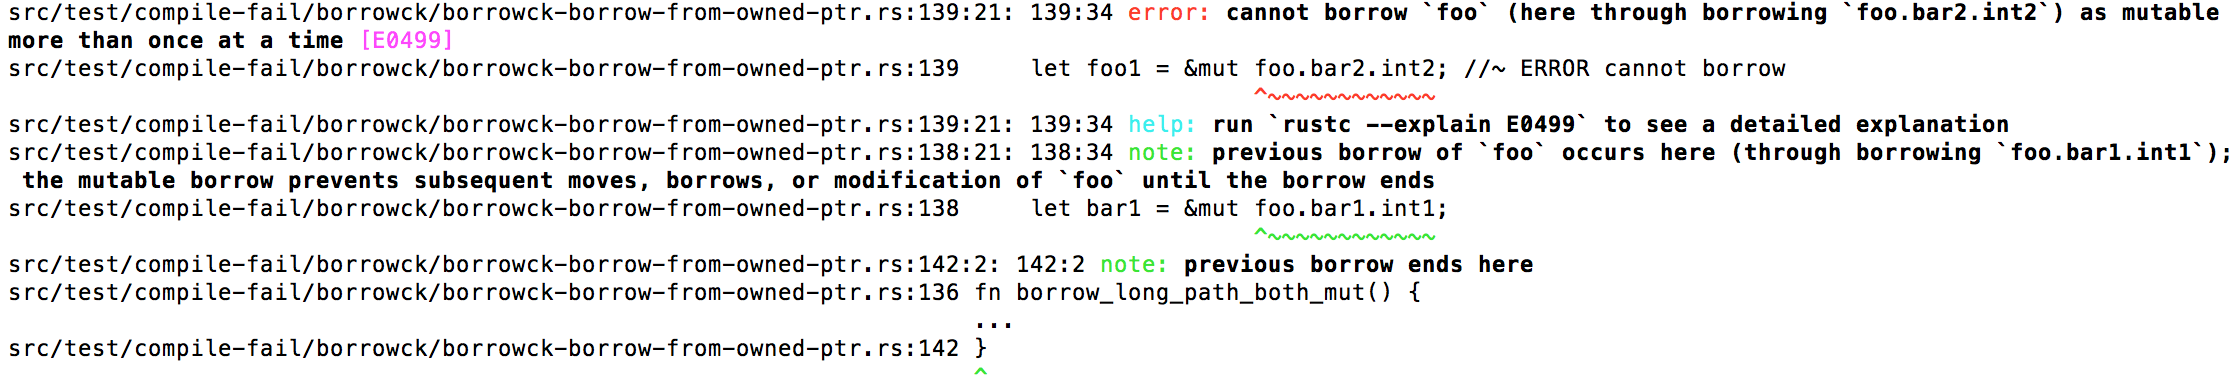 src/test/compile-fail/borrowck/borrowck-borrow-from-owned-ptr.rs:139:21: 139:34 error: cannot borrow `foo` (here through borrowing `foo.bar2.int2`) as mutable
more than once at a time [E0499]
src/test/compile-fail/borrowck/borrowck-borrow-from-owned-ptr.rs:139     let foo1 = &mut foo.bar2.int2; //~ ERROR cannot borrow
                                                                                         ^~~~~~~~~~~~~
src/test/compile-fail/borrowck/borrowck-borrow-from-owned-ptr.rs:139:21: 139:34 help: run `rustc --explain E0499` to see a detailed explanation
src/test/compile-fail/borrowck/borrowck-borrow-from-owned-ptr.rs:138:21: 138:34 note: previous borrow of `foo` occurs here (through borrowing `foo.bar1.int1`);
 the mutable borrow prevents subsequent moves, borrows, or modification of `foo` until the borrow ends
src/test/compile-fail/borrowck/borrowck-borrow-from-owned-ptr.rs:138     let bar1 = &mut foo.bar1.int1;
                                                                                         ^~~~~~~~~~~~~
src/test/compile-fail/borrowck/borrowck-borrow-from-owned-ptr.rs:142:2: 142:2 note: previous borrow ends here
src/test/compile-fail/borrowck/borrowck-borrow-from-owned-ptr.rs:136 fn borrow_long_path_both_mut() {
                                                                     ...
src/test/compile-fail/borrowck/borrowck-borrow-from-owned-ptr.rs:142 }
                                                                     ^